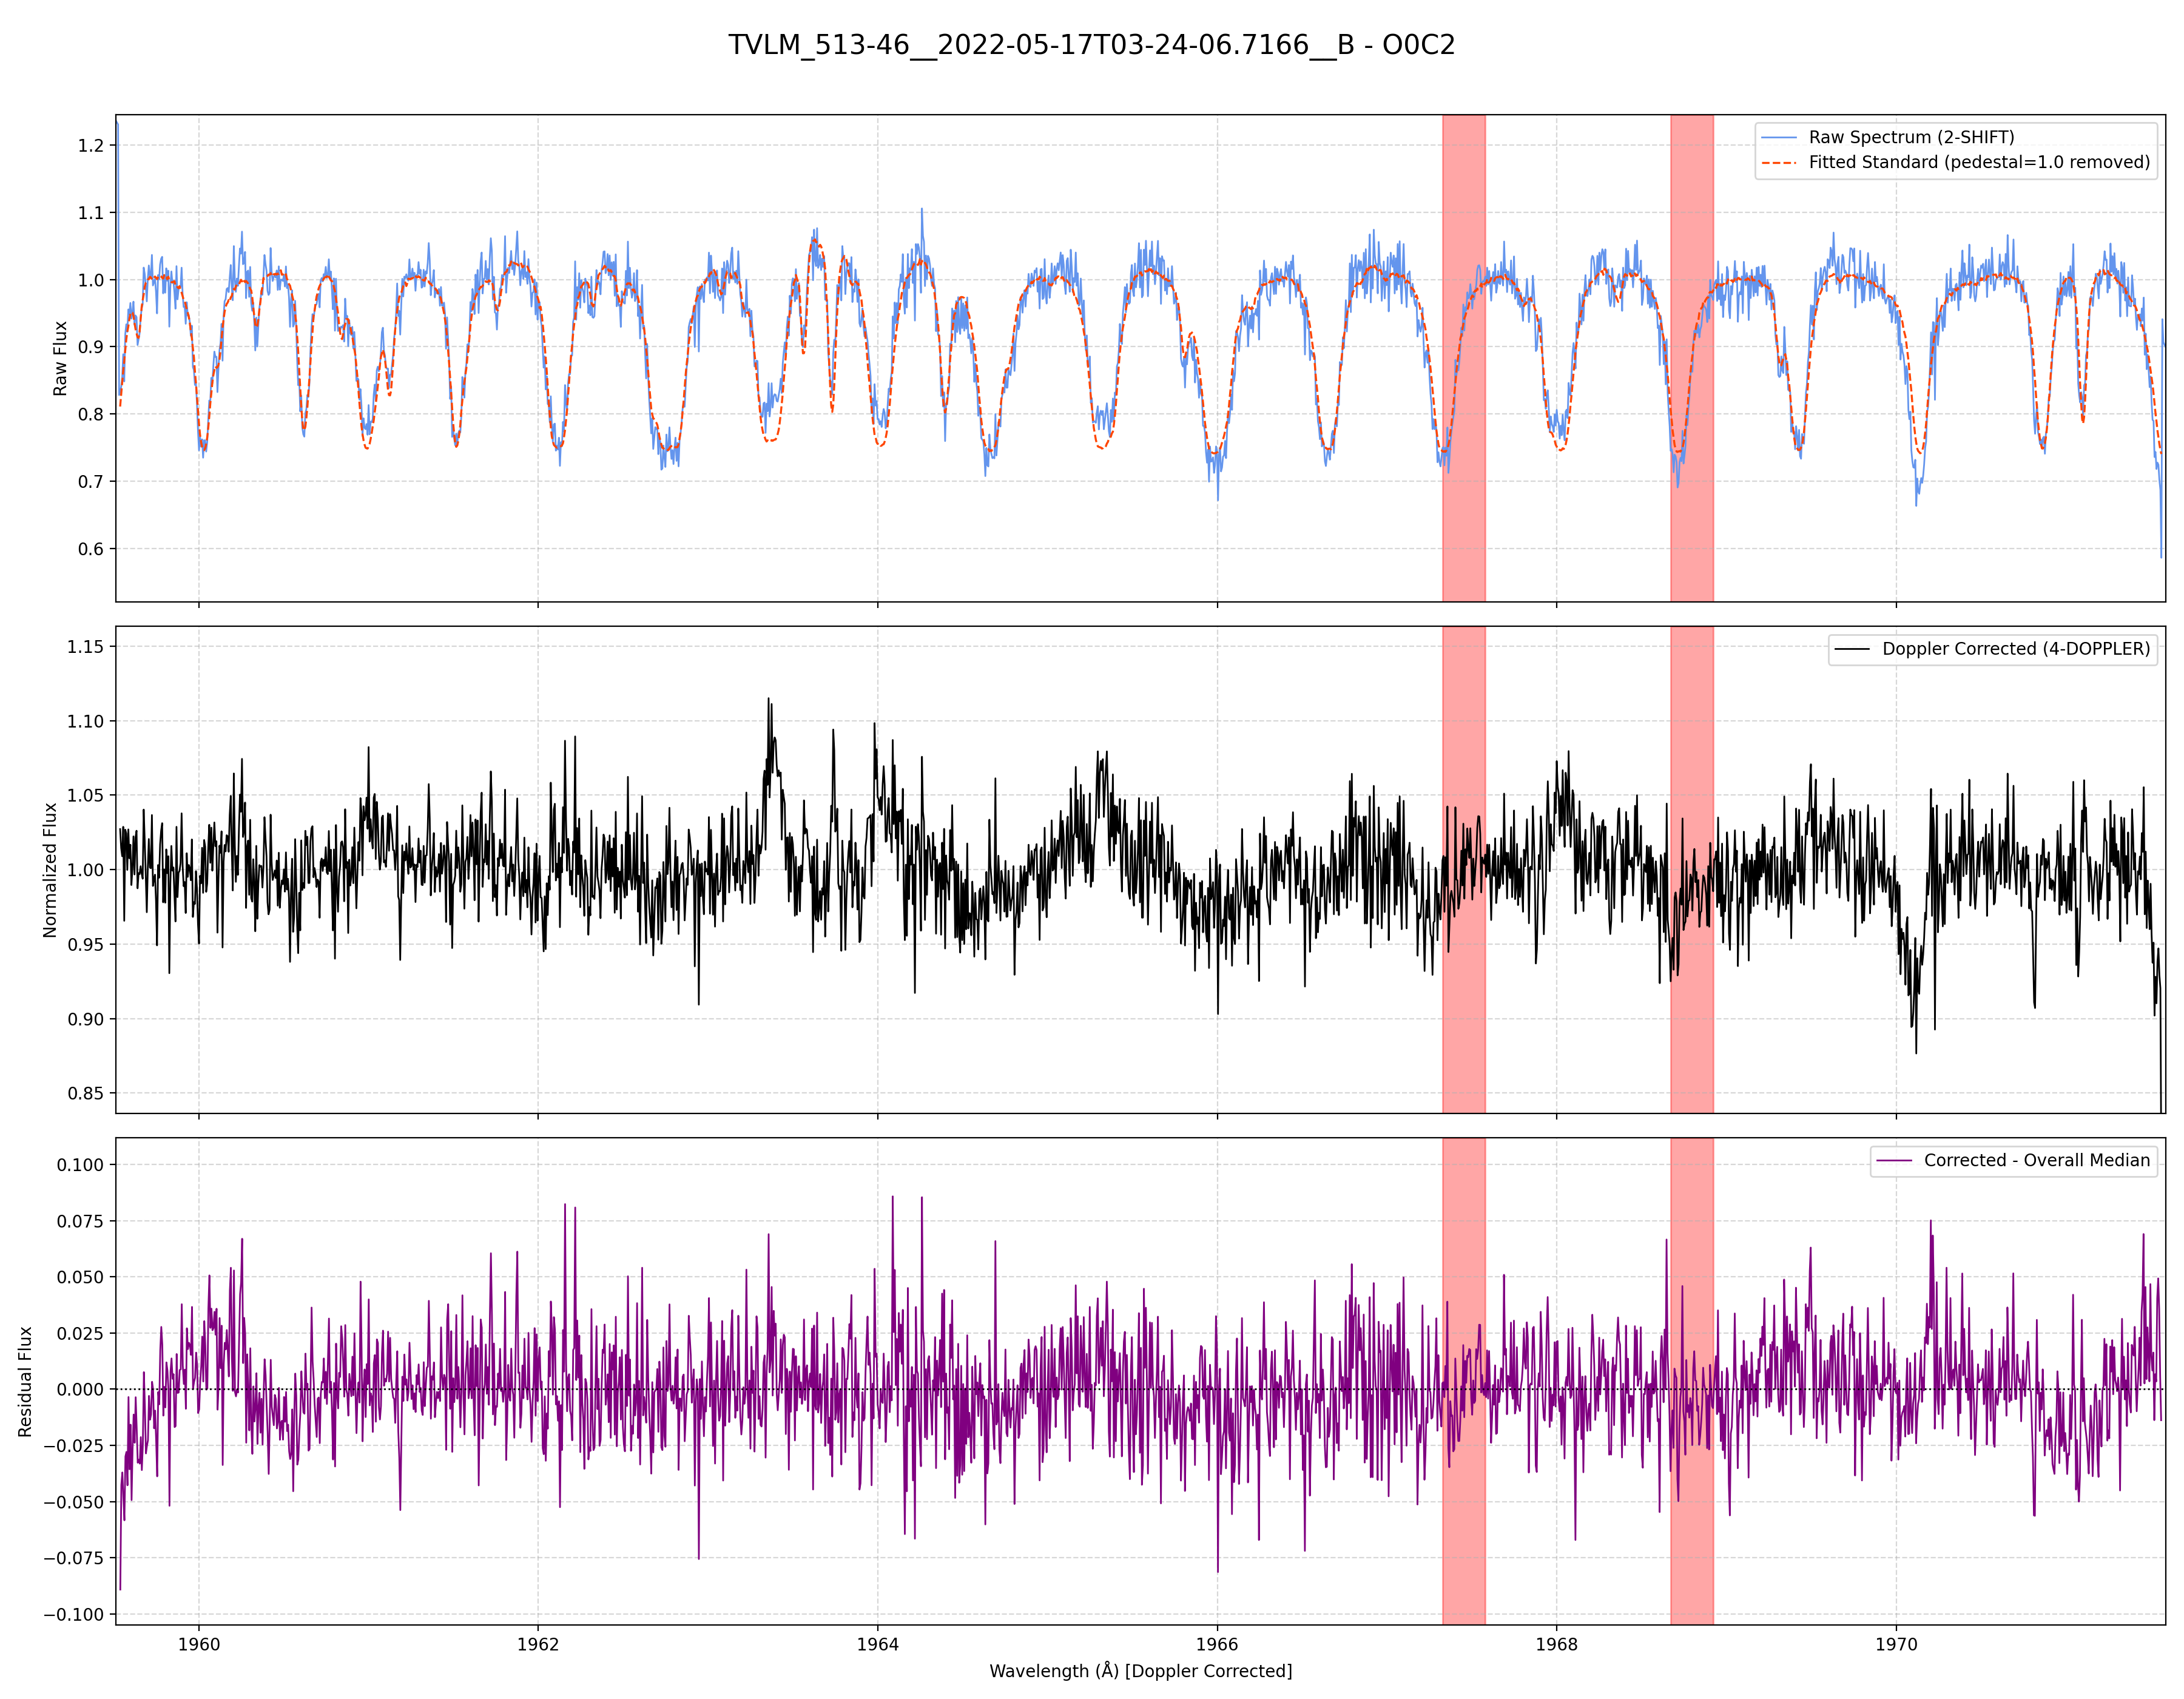 TVLM_513-46__2022-05-17T03-24-06.7166__B - O0C2
Raw Spectrum (2-SHIFT)
Fitted Standard (pedestal=1.0 removed)
1.2
1.1
1.0
0.9
0.8
0.7
0.6
Raw Flux
Doppler Corrected (4-DOPPLER)
1.15
1.10
1.05
1.00
0.95
0.90
0.85
Normalized Flux
Corrected - Overall Median
0.100
0.075
0.050
0.025
0.000
−0.025
−0.050
−0.075
−0.100
Residual Flux
1960 1962 1964 1966 1968 1970
Wavelength (Å) [Doppler Corrected]